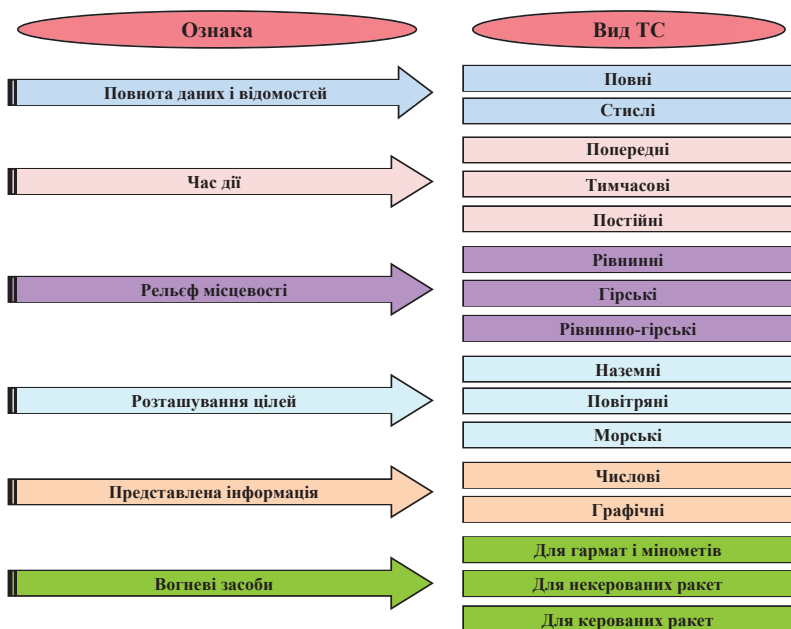 Ознака
Вид ТС
Повнота даних і відомостей
Повні
Стислі
Час дії
Попередні
Тимчасові
Постійні
Рельєф місцевості
Рівнинні
Гірські
Рівнинно-гірські
Розташування цілей
Наземні
Повітряні
Морські
Представлена інформація
Числові
Графічні
Вогневі засоби
Для гармат і мінометів
Для некерованих ракет
Для керованих ракет